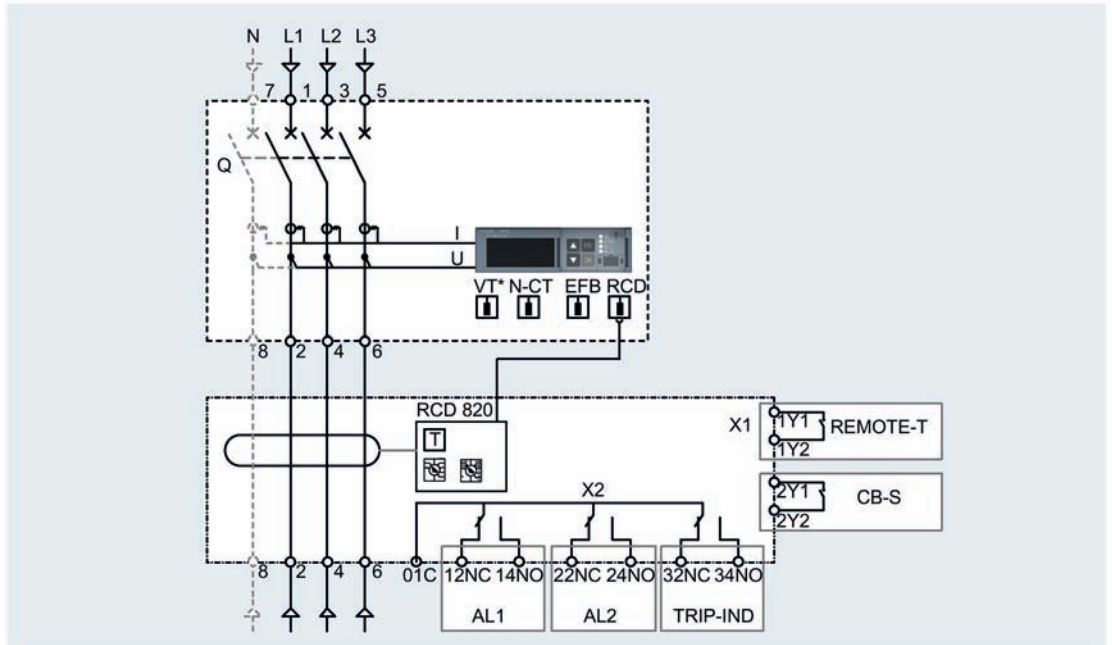 N L1 L2 L3
7 1 3 5
Q
I
U
VT* N-CT EFB RCD
8 2 4 6
RCD 820
T
X1
1Y1
1Y2
REMOTE-T
2Y1
2Y2
CB-S
X2
8 2 4 6 01C 12NC 14NO 22NC 24NO 32NC 34NO
AL1 AL2 TRIP-IND